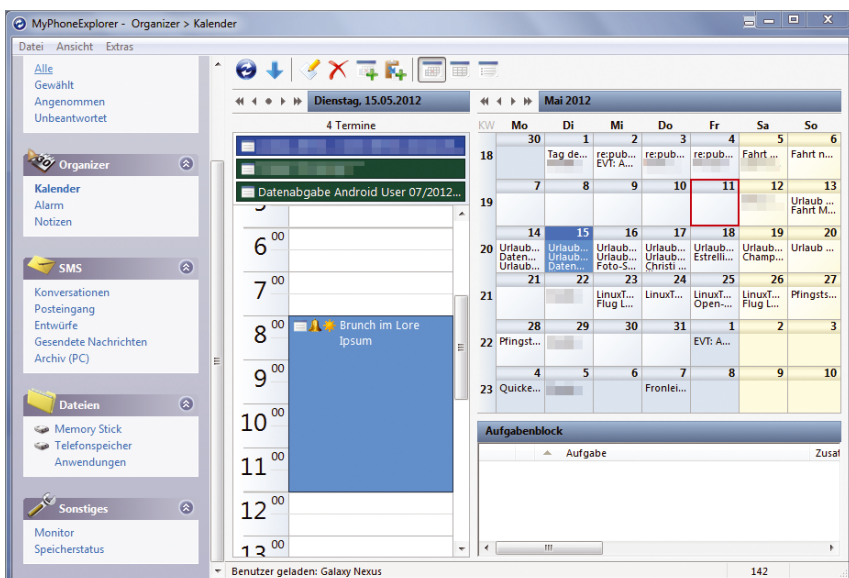 MyPhoneExplorer - Organizer > Kalender
Datei Ansicht Extras
Alle
Gewählt
Angenommen
Unbeantwortet
Organizer
Kalender
Alarm
Notizen
SMS
Konversationen
Posteingang
Entwürfe
Gesendete Nachrichten
Archiv (PC)
Dateien
Memory Stick
Telefonspeicher
Anwendungen
Sonstiges
Monitor
Speicherstatus
Dienstag, 15.05.2012
4 Termine
Datenabgabe Android User 07/2012...
6 00
7 00
8 00 Brunch im Lore
Ipsum
9 00
10 00
11 00
12 00
13 00
Mai 2012
KW Mo Di Mi Do Fr Sa So
30 1 2 3 4 5 6
18 Tag de... re:pub... re:pub... re:pub... Fahrt ... Fahrt n...
EVT: A...
7 8 9 10 11 12 13
19 Urlaub ...
Fahrt M...
14 15 16 17 18 19 20
20 Urlaub... Urlaub... Urlaub... Urlaub... Urlaub... Urlaub... Urlaub ...
Daten... Urlaub... Urlaub... Urlaub... Estrelli... Champ...
Urlaub... Daten... Foto-S... Christi ...
21 22 23 24 25 26 27
21 LinuxT... LinuxT... LinuxT... LinuxT... Pfingsts...
Flug L... Open-... Flug L...
28 29 30 31 1 2 3
22 Pfingst... EVT: A...
4 5 6 7 8 9 10
23 Quicke... Fronlei...
Aufgabenblock
Aufgabe Zusat
Benutzer geladen: Galaxy Nexus 142